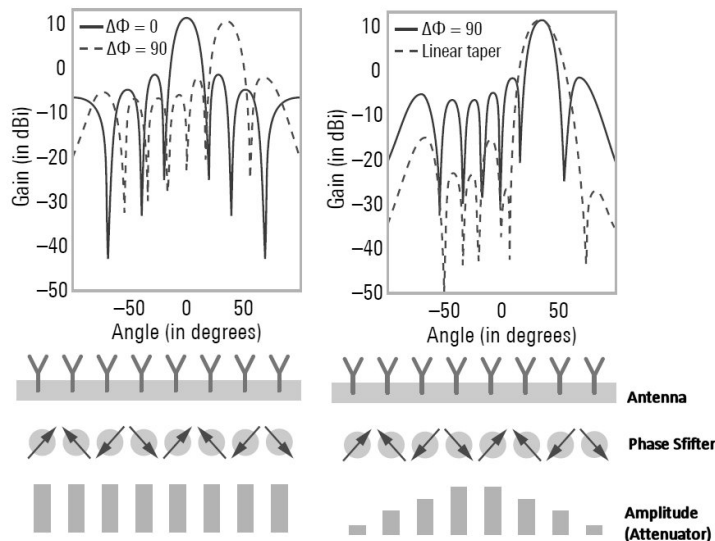 ΔΦ = 0
ΔΦ = 90
Gain (in dBi)
10
0
–10
–20
–30
–40
–50
–50 0 50
Angle (in degrees)
ΔΦ = 90
Linear taper
Gain (in dBi)
10
0
–10
–20
–30
–40
–50
–50 0 50
Angle (in degrees)
Antenna
Phase Sfifter
Amplitude
(Attenuator)